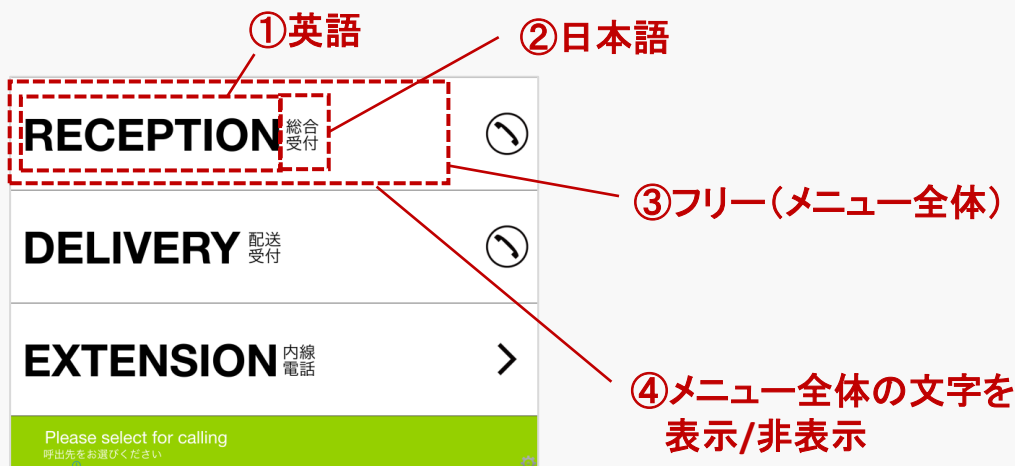 ①英語
②日本語
RECEPTION 総合
受付
③フリー（メニュー全体）
DELIVERY 配送
受付
EXTENSION 内線
電話
④メニュー全体の文字を
表示/非表示
Please select for calling
呼出先をお選びください